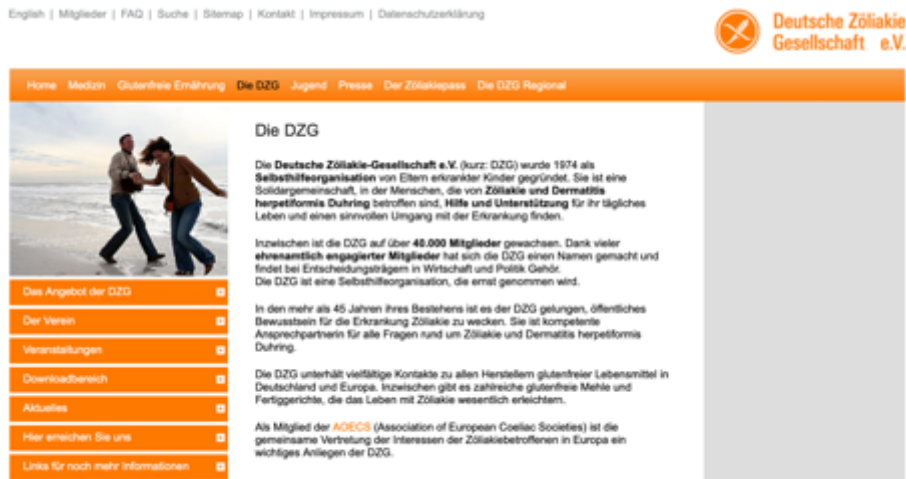 English | Mitglieder | FAQ | Suche | Sitemap | Kontakt | Impressum | Datenschutzerklärung
Deutsche Zöliakie
Gesellschaft e.V.
Home Medizin Glutenfreie Ernährung Die DZG Jugend Presse Der Zöliakiepass Die DZG Regional
Die DZG
Die Deutsche Zöliakie-Gesellschaft e.V. (kurz: DZG) wurde 1974 als
Selbsthilfeorganisation von Eltern erkrankter Kinder gegründet. Sie ist eine
Solidargemeinschaft, in der Menschen, die von Zöliakie und Dermatitis
herpetiformis Duhring betroffen sind, Hilfe und Unterstützung für ihr tägliches
Leben und einen sinnvollen Umgang mit der Erkrankung finden.
Inzwischen ist die DZG auf über 40.000 Mitglieder gewachsen. Dank vieler
ehrenamtlich engagierter Mitglieder hat sich die DZG einen Namen gemacht und
findet bei Entscheidungsträgern in Wirtschaft und Politik Gehör.
Die DZG ist eine Selbsthilfeorganisation, die ernst genommen wird.
In den mehr als 45 Jahren ihres Bestehens ist es der DZG gelungen, öffentliches
Bewusstsein für die Erkrankung Zöliakie zu wecken. Sie ist kompetente
Ansprechpartnerin für alle Fragen rund um Zöliakie und Dermatitis herpetiformis
Duhring.
Die DZG unterhält vielfältige Kontakte zu allen Herstellern glutenfreier Lebensmittel in
Deutschland und Europa. Inzwischen gibt es zahlreiche glutenfreie Mehle und
Fertiggerichte, die das Leben mit Zöliakie wesentlich erleichtern.
Als Mitglied der AOECS (Association of European Coeliac Societies) ist die
gemeinsame Vertretung der Interessen der Zöliakiebetroffenen in Europa ein
wichtiges Anliegen der DZG.
Das Angebot der DZG
Der Verein
Veranstaltungen
Downloadbereich
Aktuelles
Hier erreichen Sie uns
Links für noch mehr Informationen